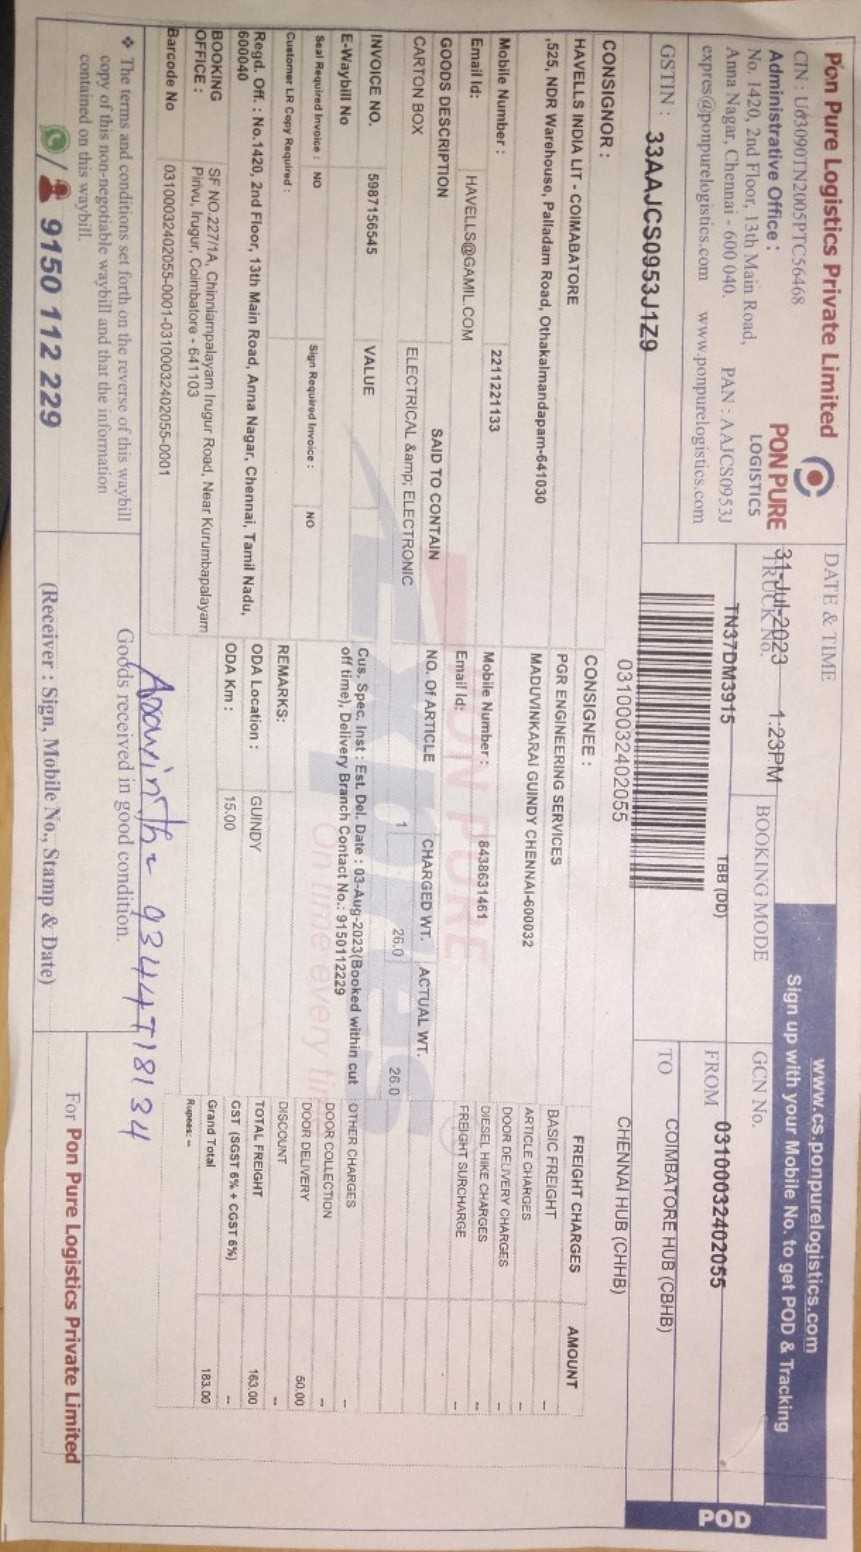 Pon Pure Logistics Private Limited
CIN : U63090TN2005PTC56468
Administrative Office :
No. 1420, 2nd Floor, 13th Main Road,
Anna Nagar, Chennai - 600 040. PAN : AAJCS0953J
expres@ponpurelogistics.com www.ponpurelogistics.com
PON PURE
LOGISTICS
GSTIN : 33AAJCS0953J1Z9
DATE & TIME
31-Jul-2023 1:23PM
TRUCK No.
TN37DM3915
BOOKING MODE
TBB (DD)
www.cs.ponpurelogistics.com
Sign up with your Mobile No. to get POD & Tracking
GCN No.
03100032402055
FROM
COIMBATORE HUB (CBHB)
TO
CHENNAI HUB (CHHB)
POD
03100032402055
CONSIGNOR :
HAVELLS INDIA LIT - COIMABATORE
,525, NDR Warehouse, Palladam Road, Othakalmandapam-641030
Mobile Number : 2211221133
Email Id: HAVELLS@GAMIL.COM
CONSIGNEE :
PGR ENGINEERING SERVICES
MADUVINKARAI GUINDY CHENNAI-600032
Mobile Number : 8438631461
Email Id:
GOODS DESCRIPTION SAID TO CONTAIN NO. Of ARTICLE CHARGED WT. ACTUAL WT.
CARTON BOX ELECTRICAL &amp; ELECTRONIC 1 26.0 26.0
INVOICE NO. 5987156545 VALUE
E-Waybill No
Seal Required Invoice : NO Sign Required Invoice : NO
Customer LR Copy Required :
Cus. Spec. Inst : Est. Del. Date : 03-Aug-2023(Booked within cut
off time), Delivery Branch Contact No.: 9150112229
REMARKS:
ODA Location : GUINDY
ODA Km : 15.00
Regd. Off. : No.1420, 2nd Floor, 13th Main Road, Anna Nagar, Chennai, Tamil Nadu,
600040
BOOKING OFFICE : SF NO.227/1A, Chinniampalayam Irugur Road, Near Kurumbapalayam
Pirivu, Irugur, Coimbatore - 641103
Barcode No 03100032402055-0001-03100032402055-0001
FREIGHT CHARGES AMOUNT
BASIC FREIGHT --
ARTICLE CHARGES --
DOOR DELIVERY CHARGES --
DIESEL HIKE CHARGES --
FREIGHT SURCHARGE --
OTHER CHARGES --
DOOR COLLECTION --
DOOR DELIVERY 50.00
DISCOUNT --
TOTAL FREIGHT 163.00
GST (SGST 6% + CGST 6%) --
Grand Total 183.00
Rupees: --
PON PURE
Expres
On time every time
❖ The terms and conditions set forth on the reverse of this waybill
copy of this non-negotiable waybill and that the information
contained on this waybill.
9150 112 229
Goods received in good condition.
(Receiver : Sign, Mobile No., Stamp & Date)
For Pon Pure Logistics Private Limited